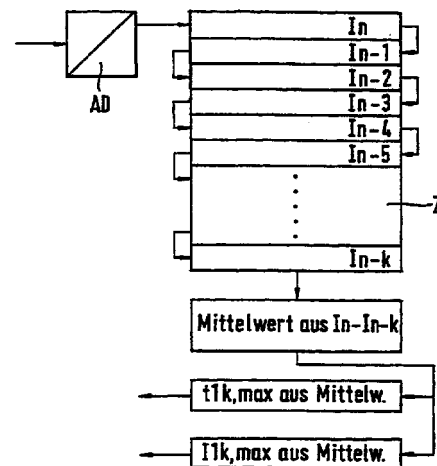 In
In-1
In-2
AD
In-3
In-4
In-5
In-k
Mittelwert aus In-In-k
t1k,max aus Mittelw.
I1k,max aus Mittelw.